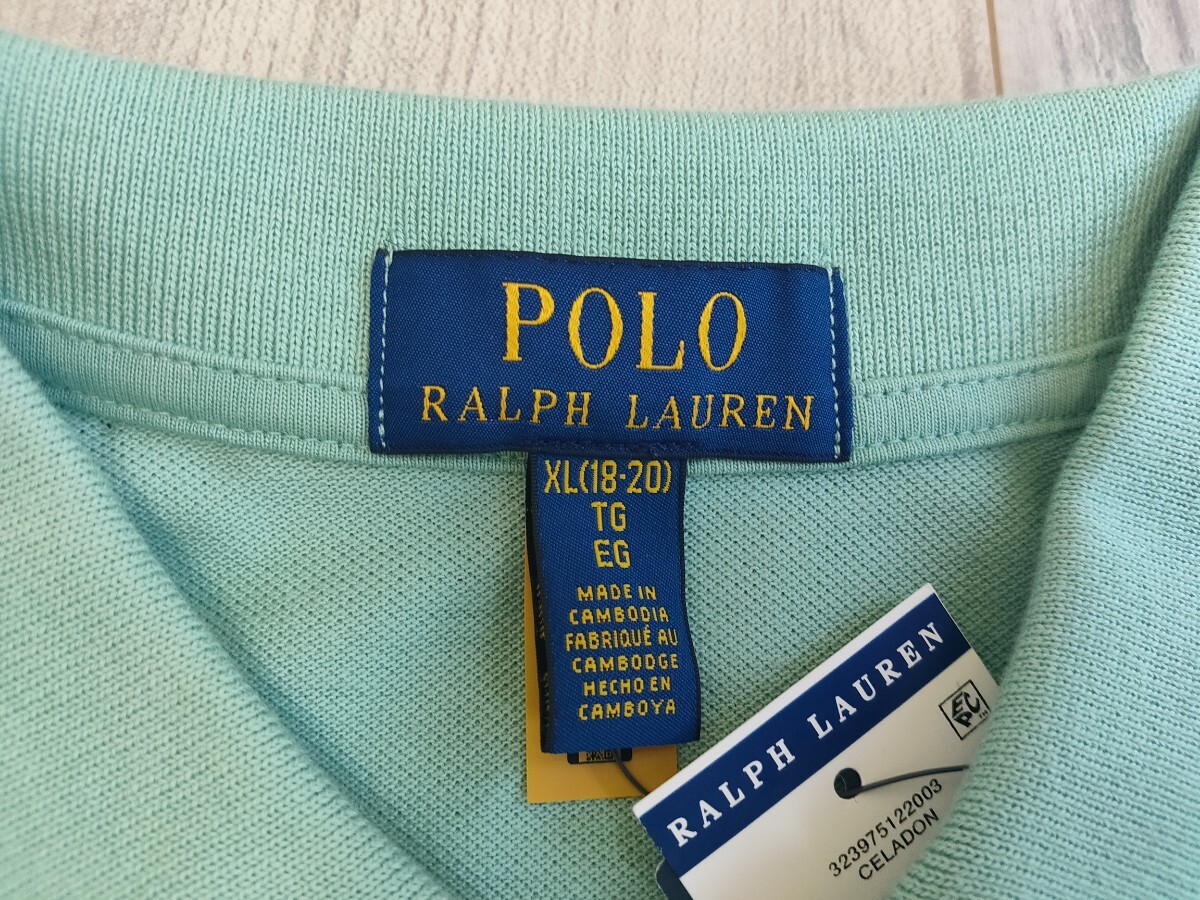 POLO
RALPH LAUREN
XL(18-20)
TG
EG
MADE IN
CAMBODIA
FABRIQUÉ AU
CAMBODGE
HECHO EN
CAMBOYA
RALPH LAUREN
EPC
323975122003
CELADON